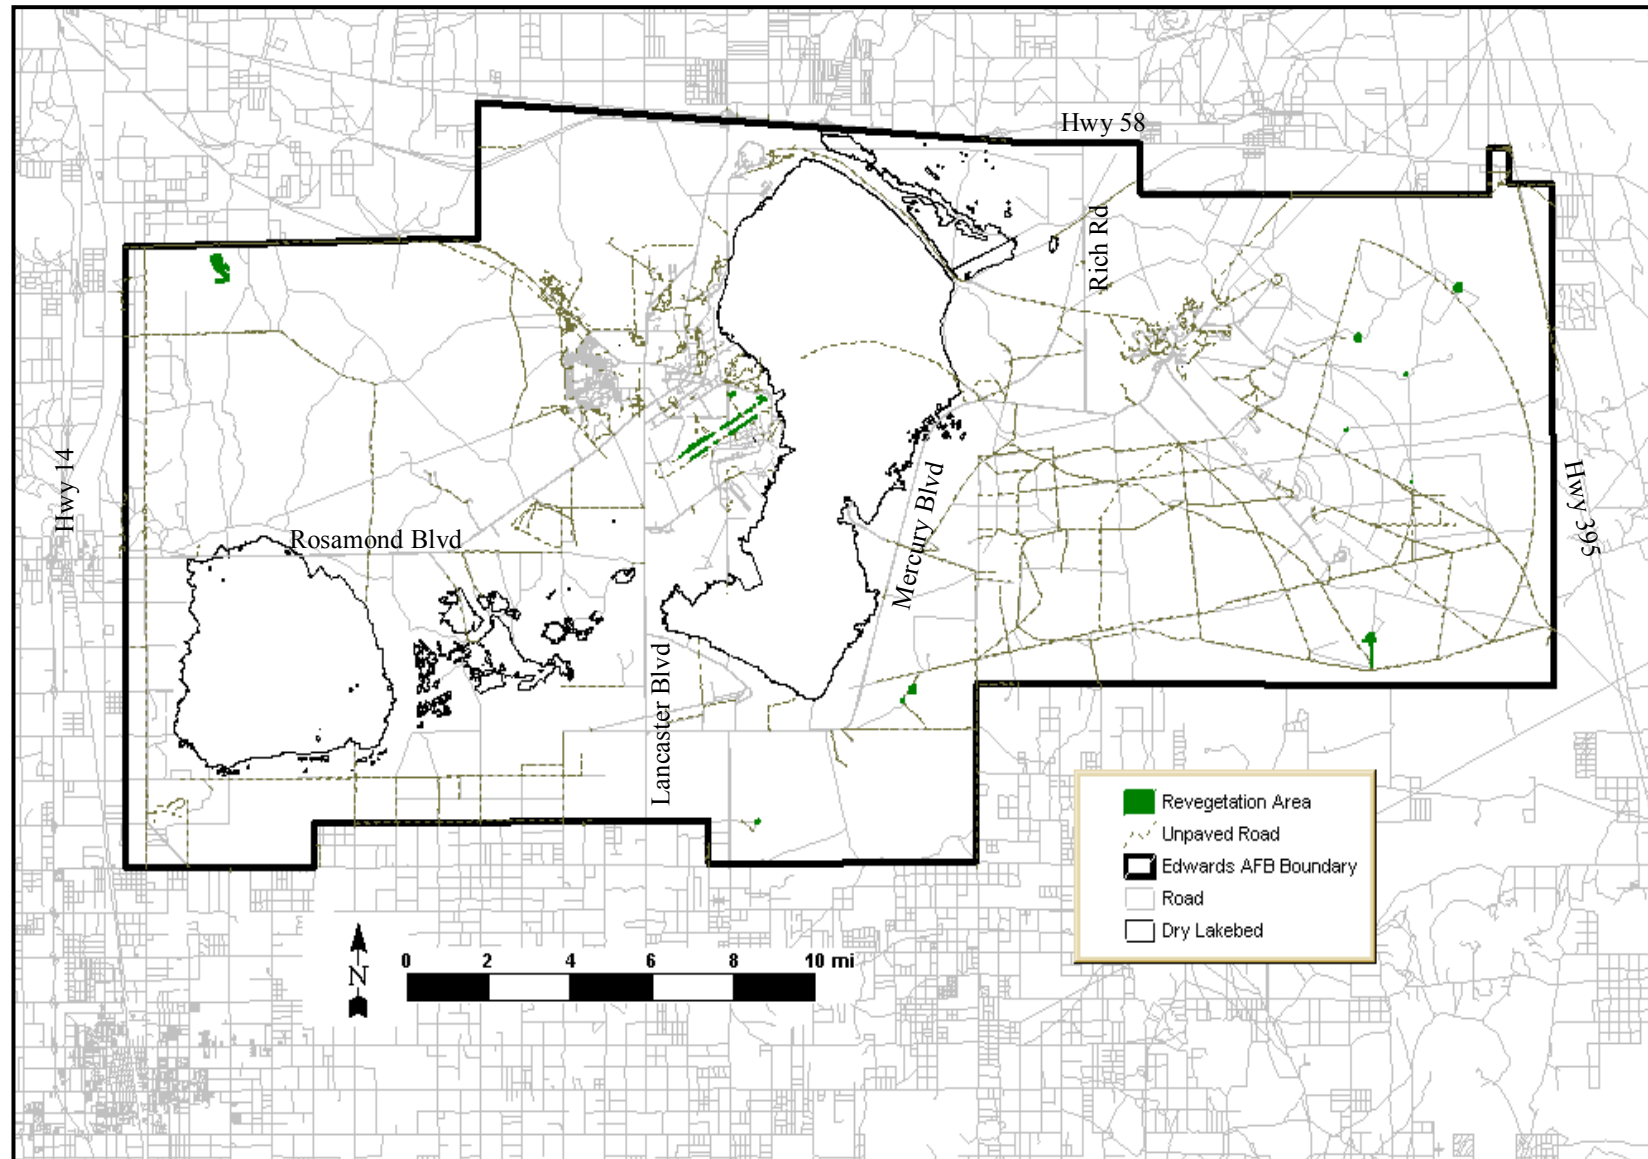 Hwy 58
Rich Rd
Hwy 14
Hwy 395
Rosamond Blvd
Mercury Blvd
Lancaster Blvd
Revegetation Area
Unpaved Road
Edwards AFB Boundary
Road
Dry Lakebed
N
0 2 4 6 8 10 mi